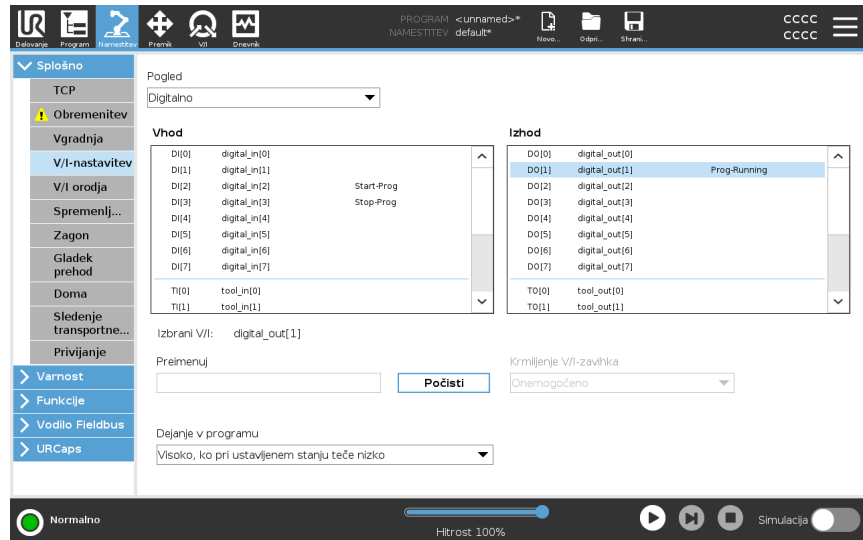 PROGRAM <unnamed>*
NAMESTITEV default*
CCCC
CCCC
Delovanje Program Namestitev Premik V/I Dnevnik Novo... Odpri... Shrani...
Splošno
TCP
Obremenitev
Vgradnja
V/I-nastavitev
V/I orodja
Spremenlj...
Zagon
Gladek
prehod
Doma
Sledenje
transportne...
Privijanje
Varnost
Funkcije
Vodilo Fieldbus
URCaps
Pogled
Digitalno
Vhod
DI[0] digital_in[0]
DI[1] digital_in[1]
DI[2] digital_in[2] Start-Prog
DI[3] digital_in[3] Stop-Prog
DI[4] digital_in[4]
DI[5] digital_in[5]
DI[6] digital_in[6]
DI[7] digital_in[7]
TI[0] tool_in[0]
TI[1] tool_in[1]
Izhod
DO[0] digital_out[0]
DO[1] digital_out[1] Prog-Running
DO[2] digital_out[2]
DO[3] digital_out[3]
DO[4] digital_out[4]
DO[5] digital_out[5]
DO[6] digital_out[6]
DO[7] digital_out[7]
TO[0] tool_out[0]
TO[1] tool_out[1]
Izbrani V/I: digital_out[1]
Preimenuj
Počisti
Krmiljenje V/I-zavihka
Onemogočeno
Dejanje v programu
Visoko, ko pri ustavljenem stanju teče nizko
Normalno
Hitrost 100%
Simulacija